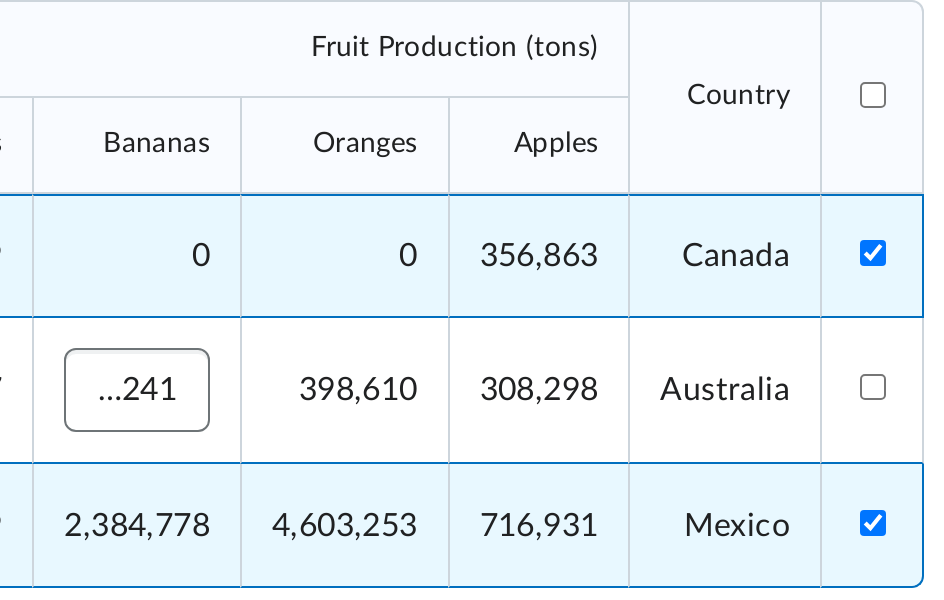 Fruit Production (tons)
Country
Bananas Oranges Apples
0 0 356,863 Canada
...241 398,610 308,298 Australia
2,384,778 4,603,253 716,931 Mexico